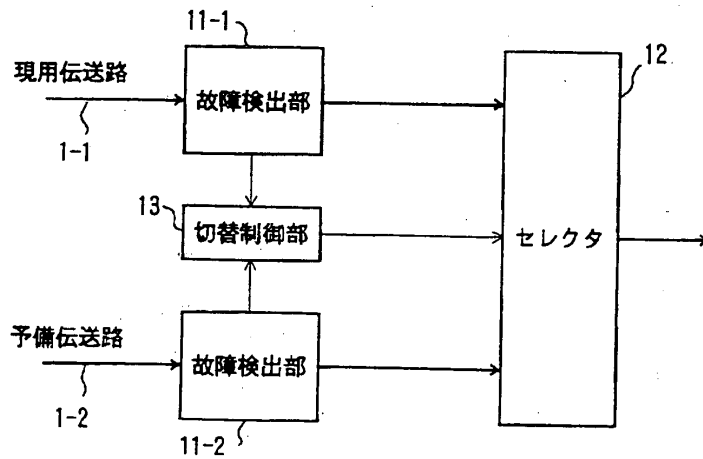 11-1
現用伝送路
故障検出部
12
1-1
13
切替制御部
セレクタ
予備伝送路
故障検出部
1-2
11-2